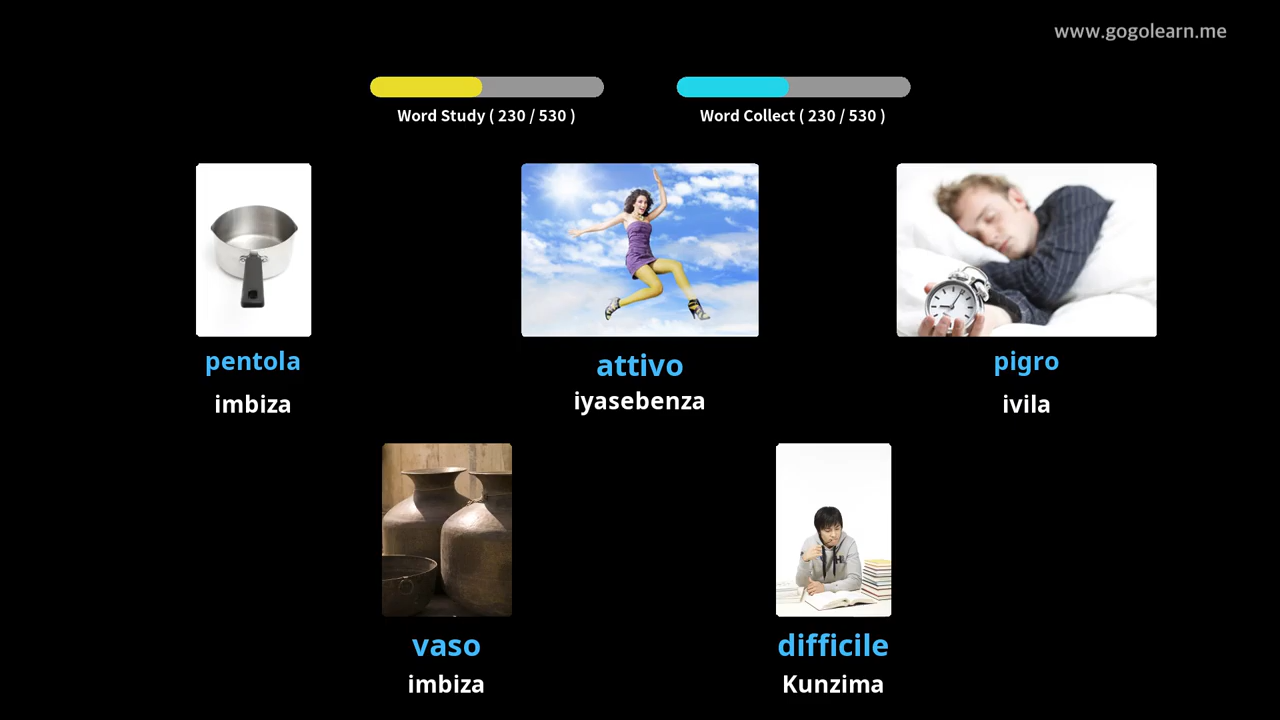 www.gogolearn.me
Word Study ( 230 / 530 )
Word Collect ( 230 / 530 )
pentola
imbiza
attivo
iyasebenza
pigro
ivila
vaso
imbiza
difficile
Kunzima